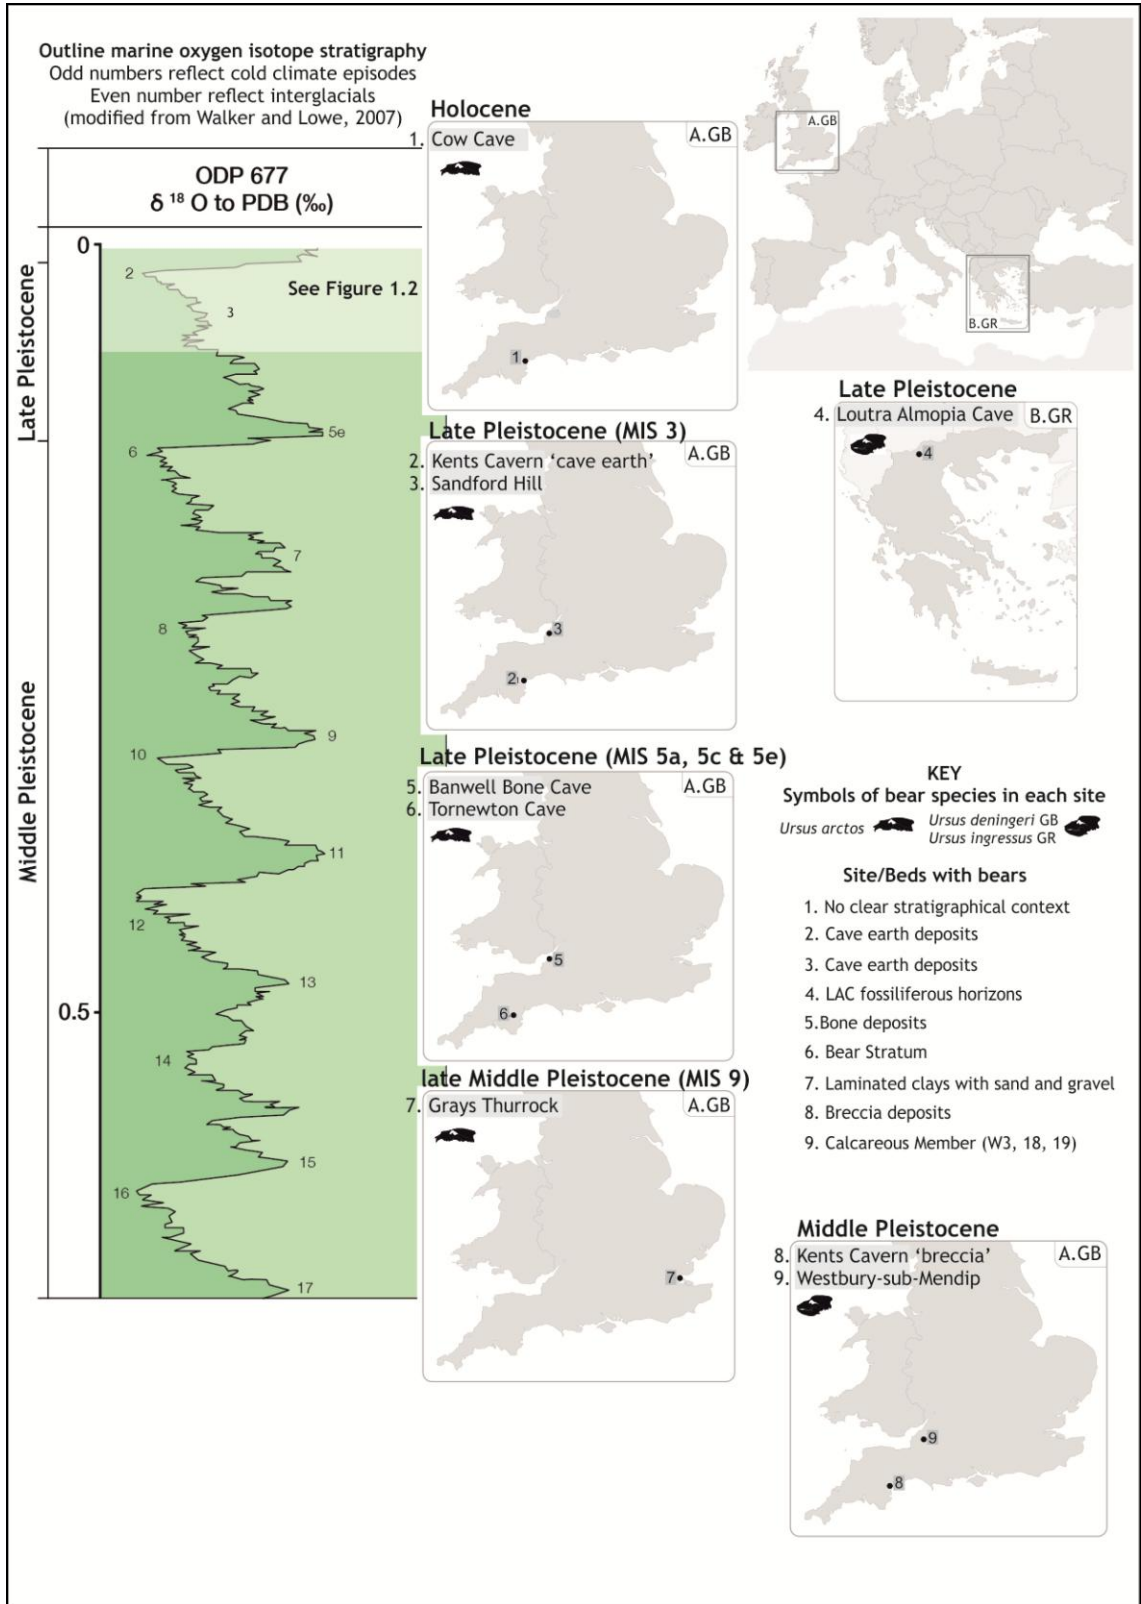 Outline marine oxygen isotope stratigraphy
Odd numbers reflect cold climate episodes
Even number reflect interglacials
(modified from Walker and Lowe, 2007)
ODP 677
δ 18 O to PDB (‰)
0
0.5
Late Pleistocene
Middle Pleistocene
See Figure 1.2
2
3
5e
6
7
8
9
10
11
12
13
14
15
16
17
Holocene
1. Cow Cave
A.GB
1
Late Pleistocene (MIS 3)
2. Kents Cavern ‘cave earth’
3. Sandford Hill
A.GB
3
2
Late Pleistocene (MIS 5a, 5c & 5e)
5. Banwell Bone Cave
6. Tornewton Cave
A.GB
5
6
late Middle Pleistocene (MIS 9)
7. Grays Thurrock
A.GB
7
A.GB
B.GR
Late Pleistocene
4. Loutra Almopia Cave
B.GR
4
KEY
Symbols of bear species in each site
Ursus arctos
Ursus deningeri GB
Ursus ingressus GR
Site/Beds with bears
1. No clear stratigraphical context
2. Cave earth deposits
3. Cave earth deposits
4. LAC fossiliferous horizons
5.Bone deposits
6. Bear Stratum
7. Laminated clays with sand and gravel
8. Breccia deposits
9. Calcareous Member (W3, 18, 19)
Middle Pleistocene
8. Kents Cavern ‘breccia’
9. Westbury-sub-Mendip
A.GB
9
8